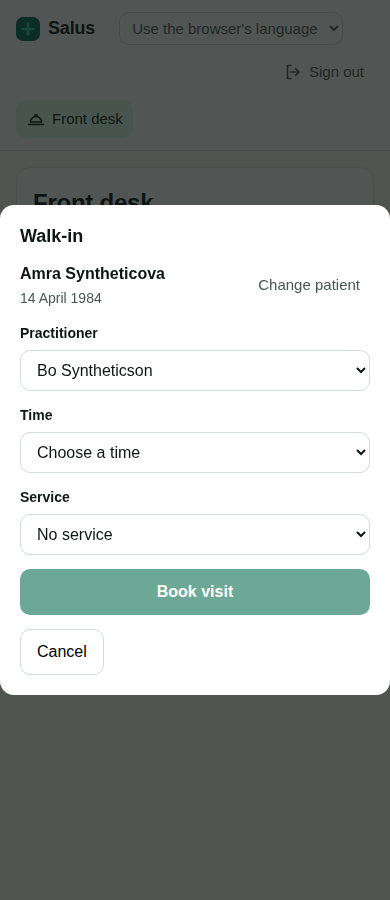 Salus
Use the browser's language
Sign out
Front desk
Front desk
Walk-in
Amra Syntheticova
14 April 1984
Change patient
Practitioner
Bo Syntheticson
Time
Choose a time
Service
No service
Book visit
Cancel